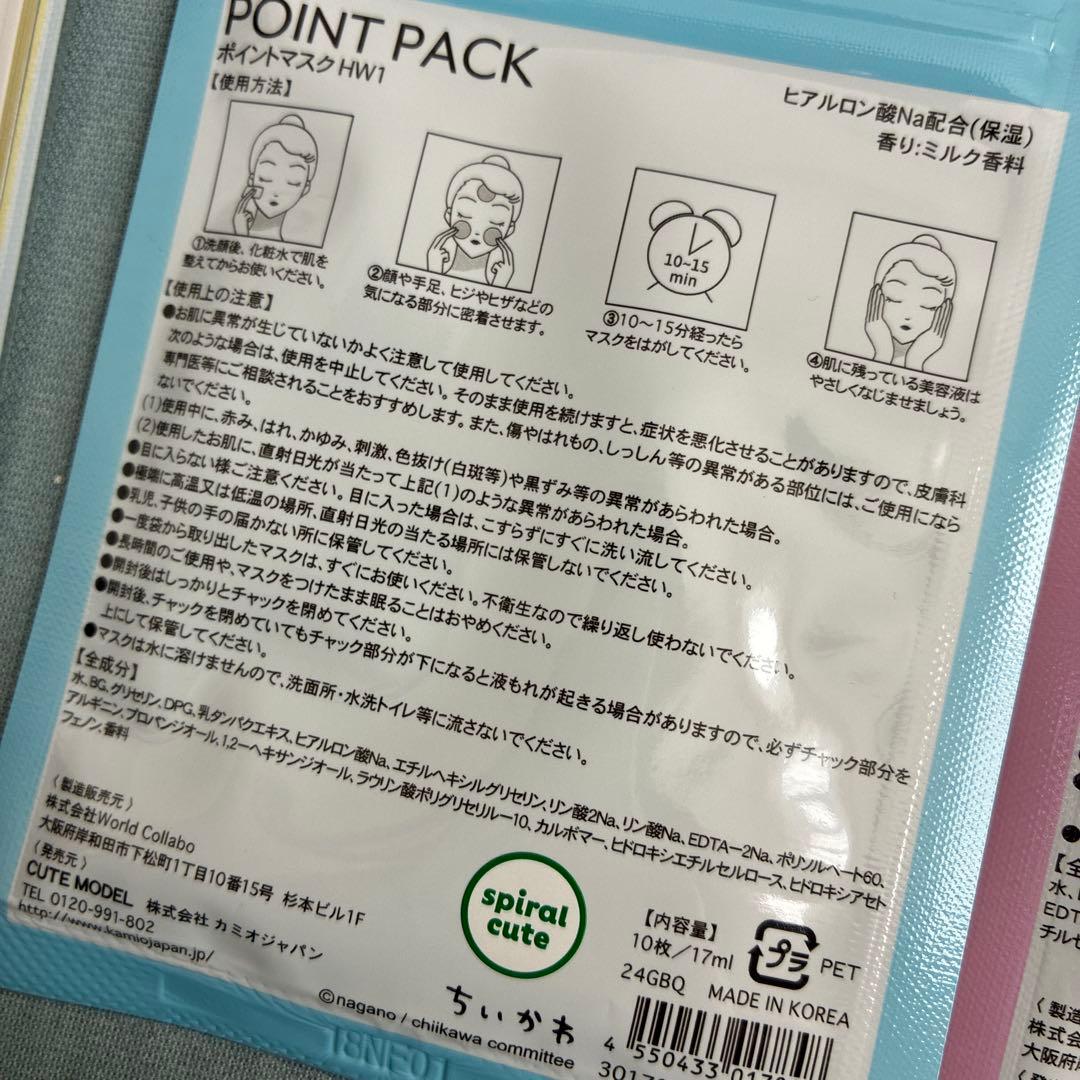 POINT PACK
ポイントマスク HW1
ヒアルロン酸Na配合(保湿)
香り:ミルク香料
【使用方法】
①洗顔後、化粧水で肌を
整えてからお使いください。
②顔や手足、ヒジやヒザなどの
気になる部分に密着させます。
10~15
min
③10～15分経ったら
マスクをはがしてください。
④肌に残っている美容液は
やさしくなじませましょう。
【使用上の注意】
●お肌に異常が生じていないかよく注意して使用してください。
次のような場合は、使用を中止してください。そのまま使用を続けますと、症状を悪化させることがありますので、皮膚科
専門医等にご相談されることをおすすめします。また、傷やはれもの、しっしん等の異常がある部位には、ご使用になら
ないでください。
(1)使用中に、赤み、はれ、かゆみ、刺激、色抜け(白斑等)や黒ずみ等の異常があらわれた場合。
(2)使用したお肌に、直射日光が当たって上記(1)のような異常があらわれた場合。
●目に入らない様ご注意ください。目に入った場合は、こすらずにすぐに洗い流してください。
●極端に高温又は低温の場所、直射日光の当たる場所には保管しないでください。
●乳児、子供の手の届かない所に保管してください。
●一度袋から取り出したマスクは、すぐにお使いください。不衛生なので繰り返し使わないでください。
●長時間のご使用や、マスクをつけたまま眠ることはおやめください。
●開封後はしっかりとチャックを閉めてください。
●開封後、チャックを閉めていてもチャック部分が下になると液もれが起きる場合がありますので、必ずチャック部分を
上にして保管してください。
●マスクは水に溶けませんので、洗面所・水洗トイレ等に流さないでください。
【全成分】
水、BG、グリセリン、DPG、乳タンパクエキス、ヒアルロン酸Na、エチルヘキシルグリセリン、リン酸2Na、リン酸Na、EDTA－2Na、ポリソルベート60、
アルギニン、プロパンジオール、1,2－ヘキサンジオール、ラウリン酸ポリグリセリル－10、カルボマー、ヒドロキシエチルセルロース、ヒドロキシアセト
フェノン、香料
〈製造販売元〉
株式会社World Collabo
大阪府岸和田市下松町1丁目10番15号 杉本ビル1F
〈発売元〉
CUTE MODEL 株式会社 カミオジャパン
TEL 0120-991-802
http://www.kamiojapan.jp/
spiral
cute
【内容量】
10枚／17ml
24GBQ
プラ
PET
MADE IN KOREA
ちいかわ
©nagano / chiikawa committee
4 550433 01
3017
【全
水、
EDT
チルセ
〈製造
株式
大阪府
〈発